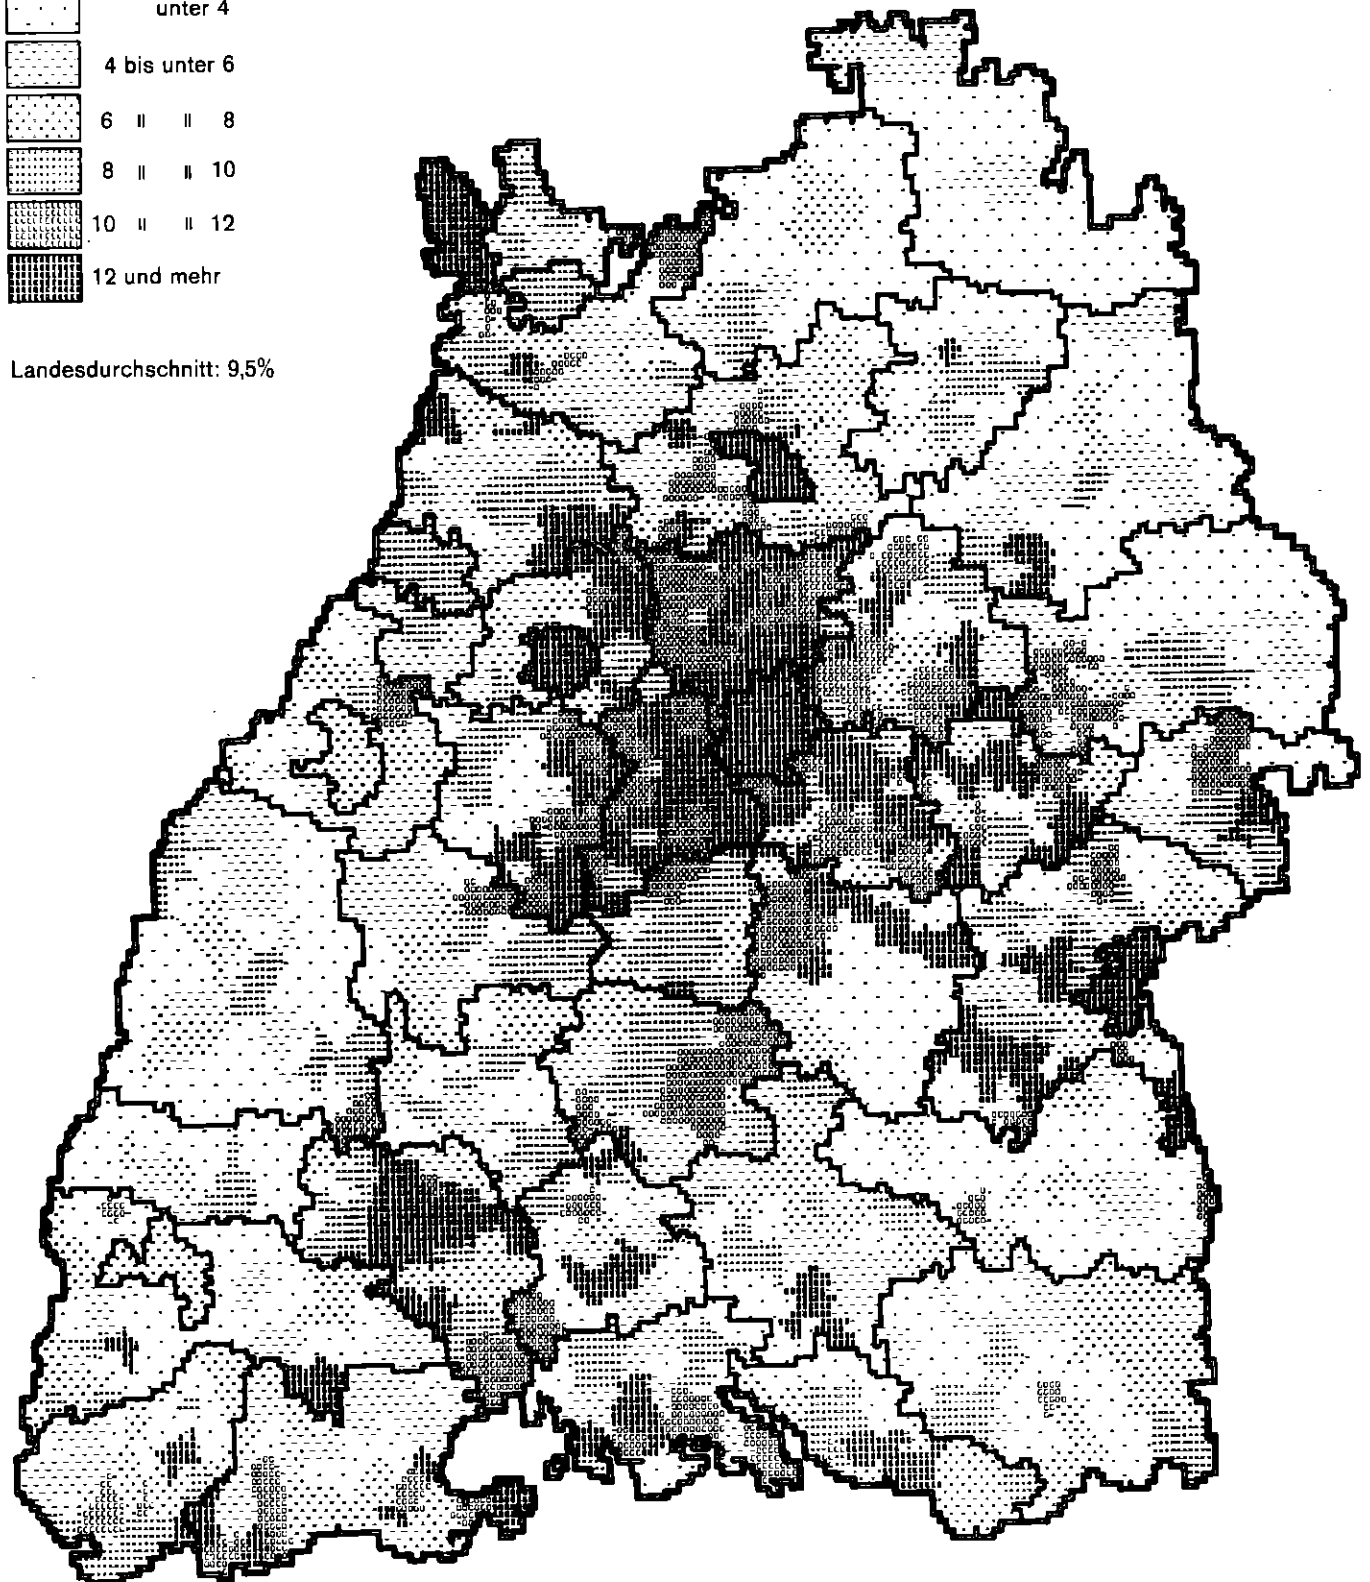 unter 4
4 bis unter 6
6 " " 8
8 " " 10
10 " " 12
12 und mehr
Landesdurchschnitt: 9,5%